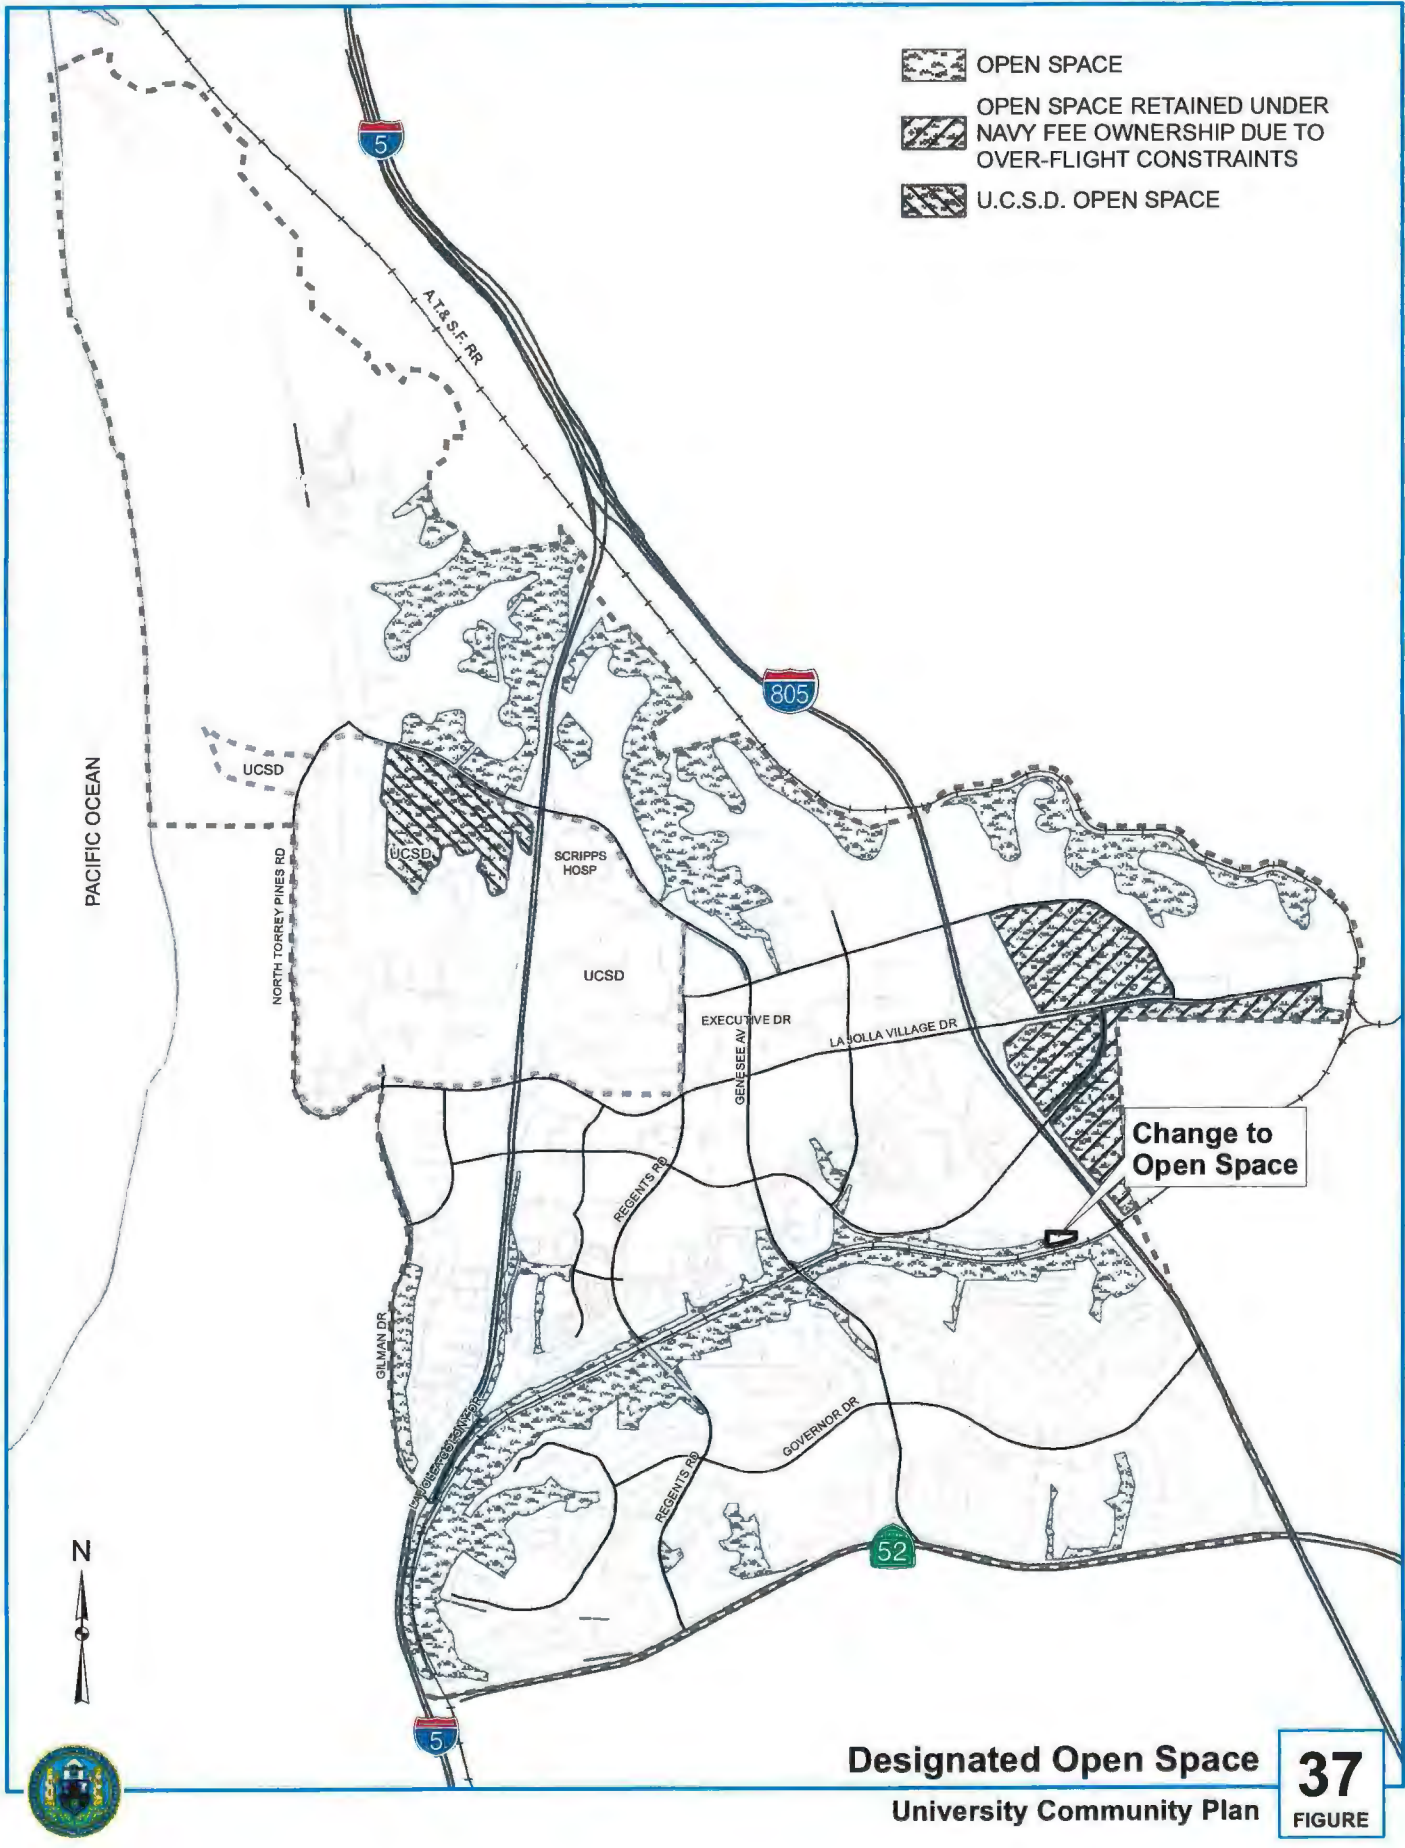 OPEN SPACE
OPEN SPACE RETAINED UNDER
NAVY FEE OWNERSHIP DUE TO
OVER-FLIGHT CONSTRAINTS
U.C.S.D. OPEN SPACE
5
A.T.& S.F. RR
805
PACIFIC OCEAN
UCSD
UCSD
SCRIPPS
HOSP
NORTH TORREY PINES RD
UCSD
EXECUTIVE DR
LA JOLLA VILLAGE DR
GENESEE AV
Change to
Open Space
REGENTS RD
GILMAN DR
LA JOLLA COLONY DR
GOVERNOR DR
REGENTS RD
52
N
5
Designated Open Space
University Community Plan
37
FIGURE